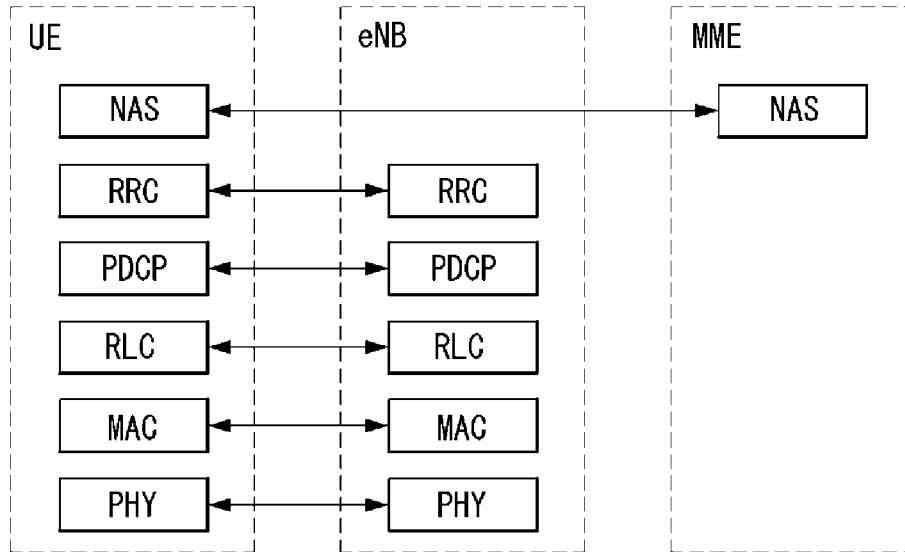 UE eNB MME
NAS NAS
RRC RRC
PDCP PDCP
RLC RLC
MAC MAC
PHY PHY